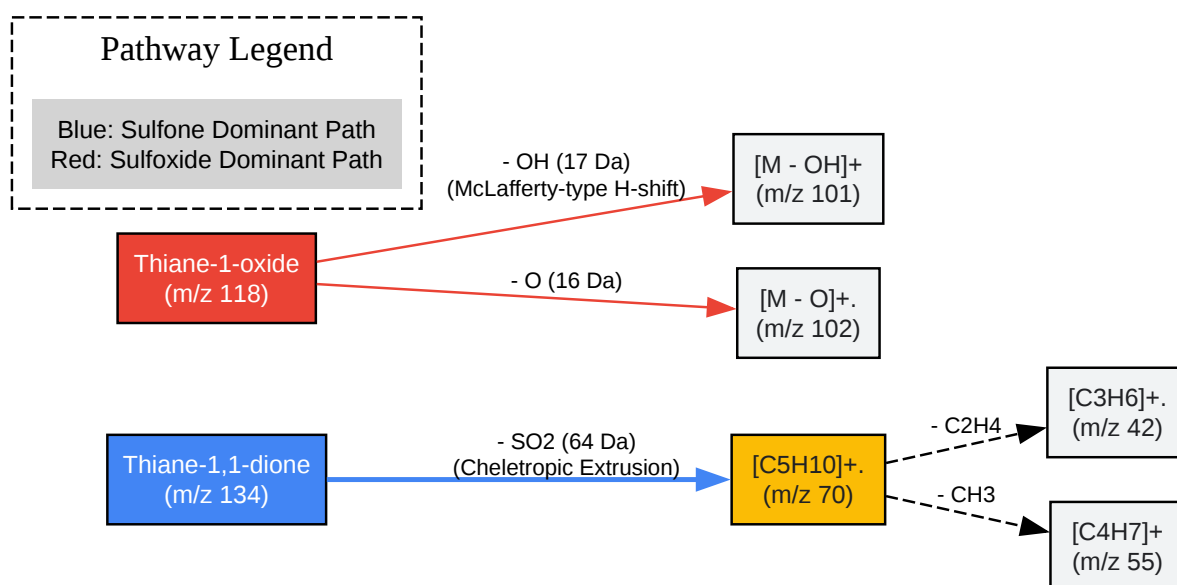 Pathway Legend
Blue: Sulfone Dominant Path
Red: Sulfoxide Dominant Path
- OH (17 Da)
(McLafferty-type H-shift)
[M - OH]+
(m/z 101)
Thiane-1-oxide
(m/z 118)
- O (16 Da)
[M - O]+.
(m/z 102)
Thiane-1,1-dione
(m/z 134)
- SO2 (64 Da)
(Cheletropic Extrusion)
[C5H10]+.
(m/z 70)
- C2H4
[C3H6]+.
(m/z 42)
- CH3
[C4H7]+
(m/z 55)